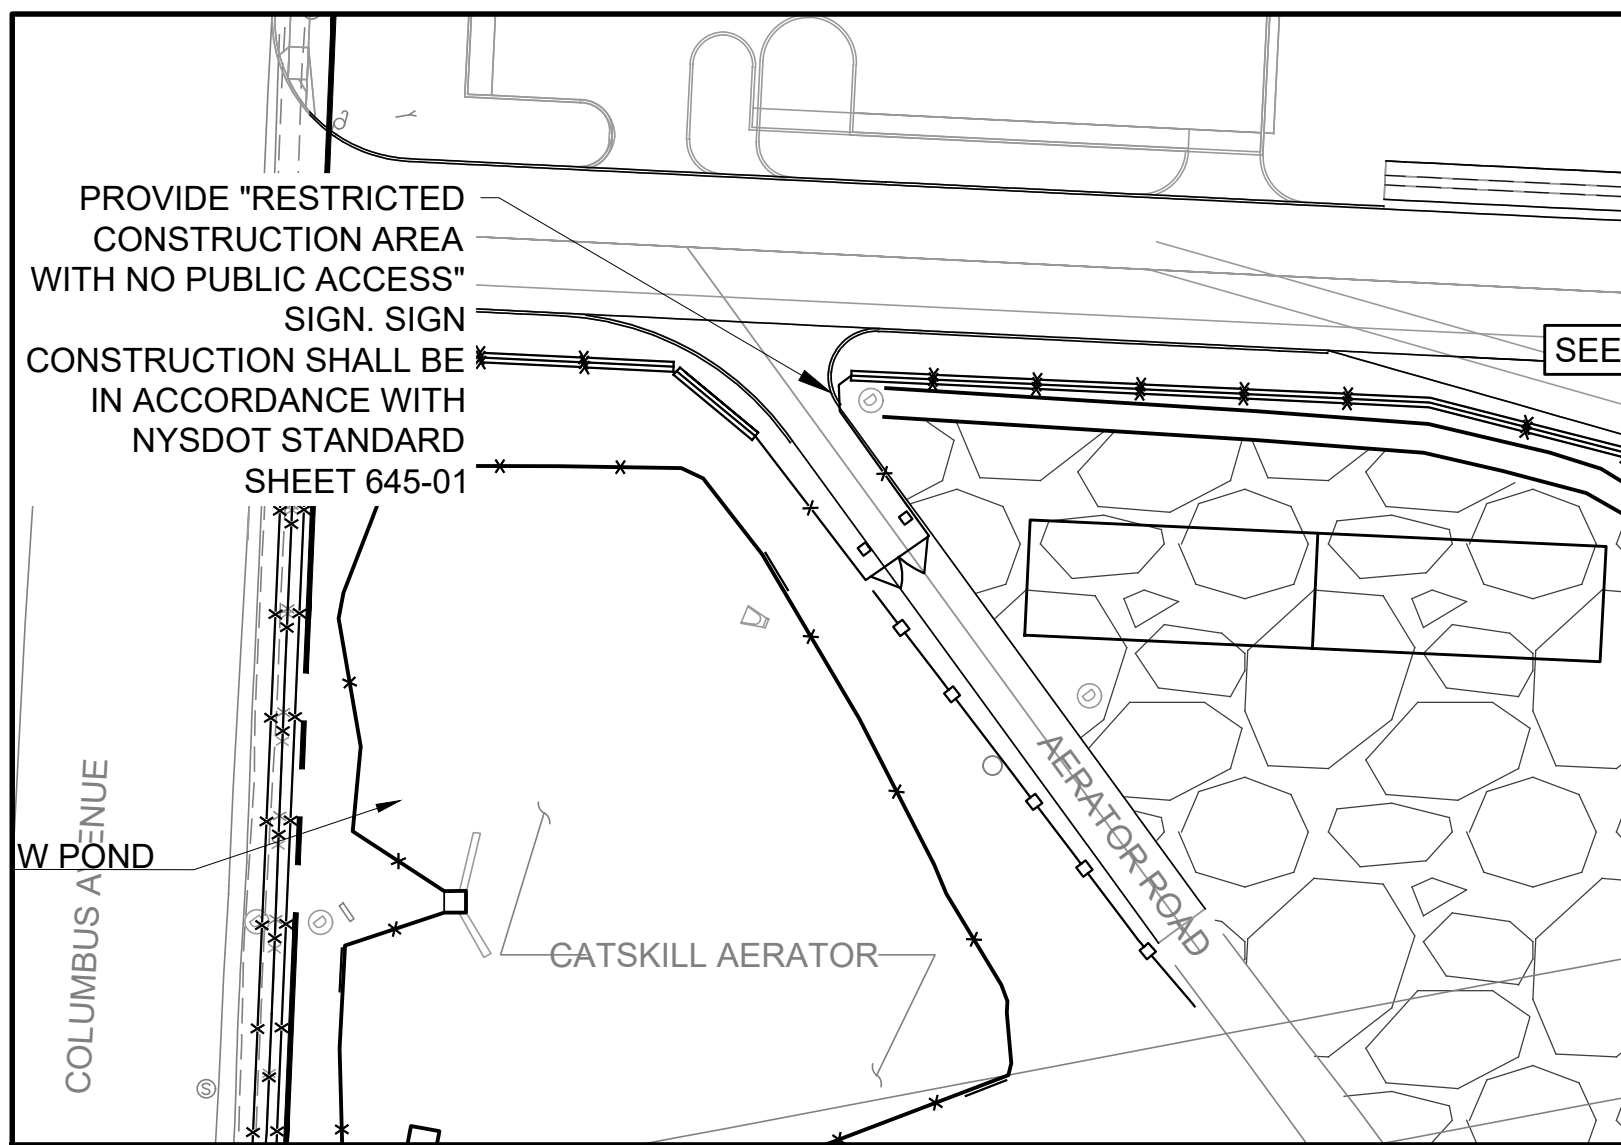 PROVIDE "RESTRICTED
CONSTRUCTION AREA
WITH NO PUBLIC ACCESS"
SIGN. SIGN
CONSTRUCTION SHALL BE
IN ACCORDANCE WITH
NYSDOT STANDARD
SHEET 645-01
SEE
D
D
W POND
COLUMBUS AVENUE
AERATOR ROAD
D
D
CATSKILL AERATOR
S